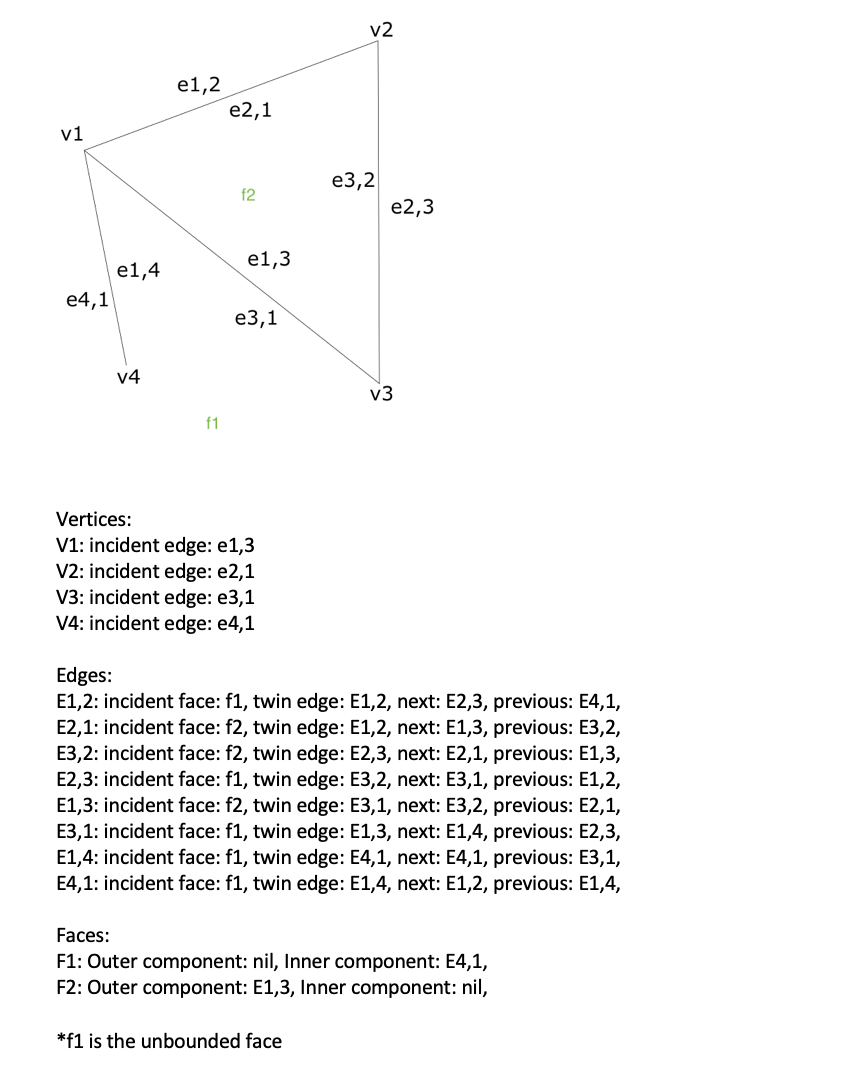 v2
e1,2
e2,1
v1
e3,2
f2
e2,3
e1,3
e1,4
e4,1
e3,1
v4
v3
f1
Vertices:
V1: incident edge: e1,3
V2: incident edge: e2,1
V3: incident edge: e3,1
V4: incident edge: e4,1
Edges:
E1,2: incident face: f1, twin edge: E1,2, next: E2,3, previous: E4,1,
E2,1: incident face: f2, twin edge: E1,2, next: E1,3, previous: E3,2,
E3,2: incident face: f2, twin edge: E2,3, next: E2,1, previous: E1,3,
E2,3: incident face: f1, twin edge: E3,2, next: E3,1, previous: E1,2,
E1,3: incident face: f2, twin edge: E3,1, next: E3,2, previous: E2,1,
E3,1: incident face: f1, twin edge: E1,3, next: E1,4, previous: E2,3,
E1,4: incident face: f1, twin edge: E4,1, next: E4,1, previous: E3,1,
E4,1: incident face: f1, twin edge: E1,4, next: E1,2, previous: E1,4,
Faces:
F1: Outer component: nil, Inner component: E4,1,
F2: Outer component: E1,3, Inner component: nil,
*f1 is the unbounded face